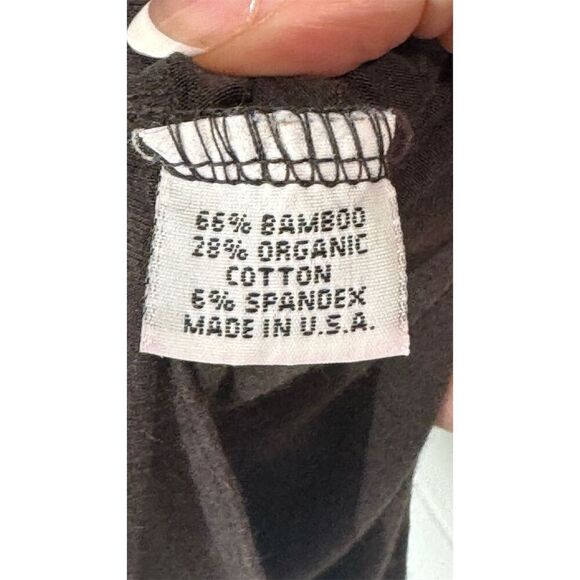 66% BAMBOO
28% ORGANIC
COTTON
6% SPANDEX
MADE IN U.S.A.